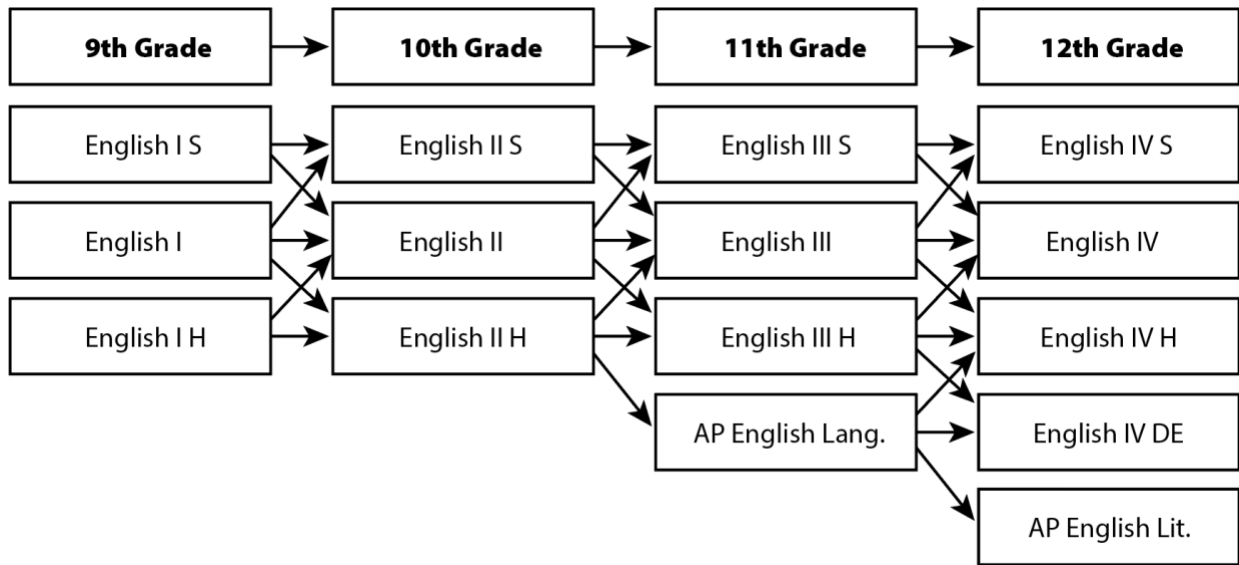 9th Grade
10th Grade
11th Grade
12th Grade
English I S
English II S
English III S
English IV S
English I
English II
English III
English IV
English I H
English II H
English III H
English IV H
AP English Lang.
English IV DE
AP English Lit.